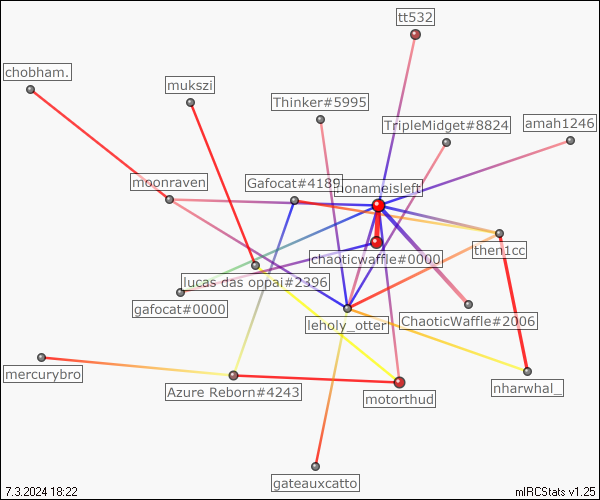 tt532
chobham.
mukszi
Thinker#5995
TripleMidget#8824
amah1246
moonraven
Gafocat#4189
nonameisleft
chaoticwaffle#0000
then1cc
lucas das oppai#2396
gafocat#0000
leholy_otter
ChaoticWaffle#2006
mercurybro
Azure Reborn#4243
motorthud
nharwhal_
gateauxcatto
7.3.2024 18:22
mIRCStats v1.25